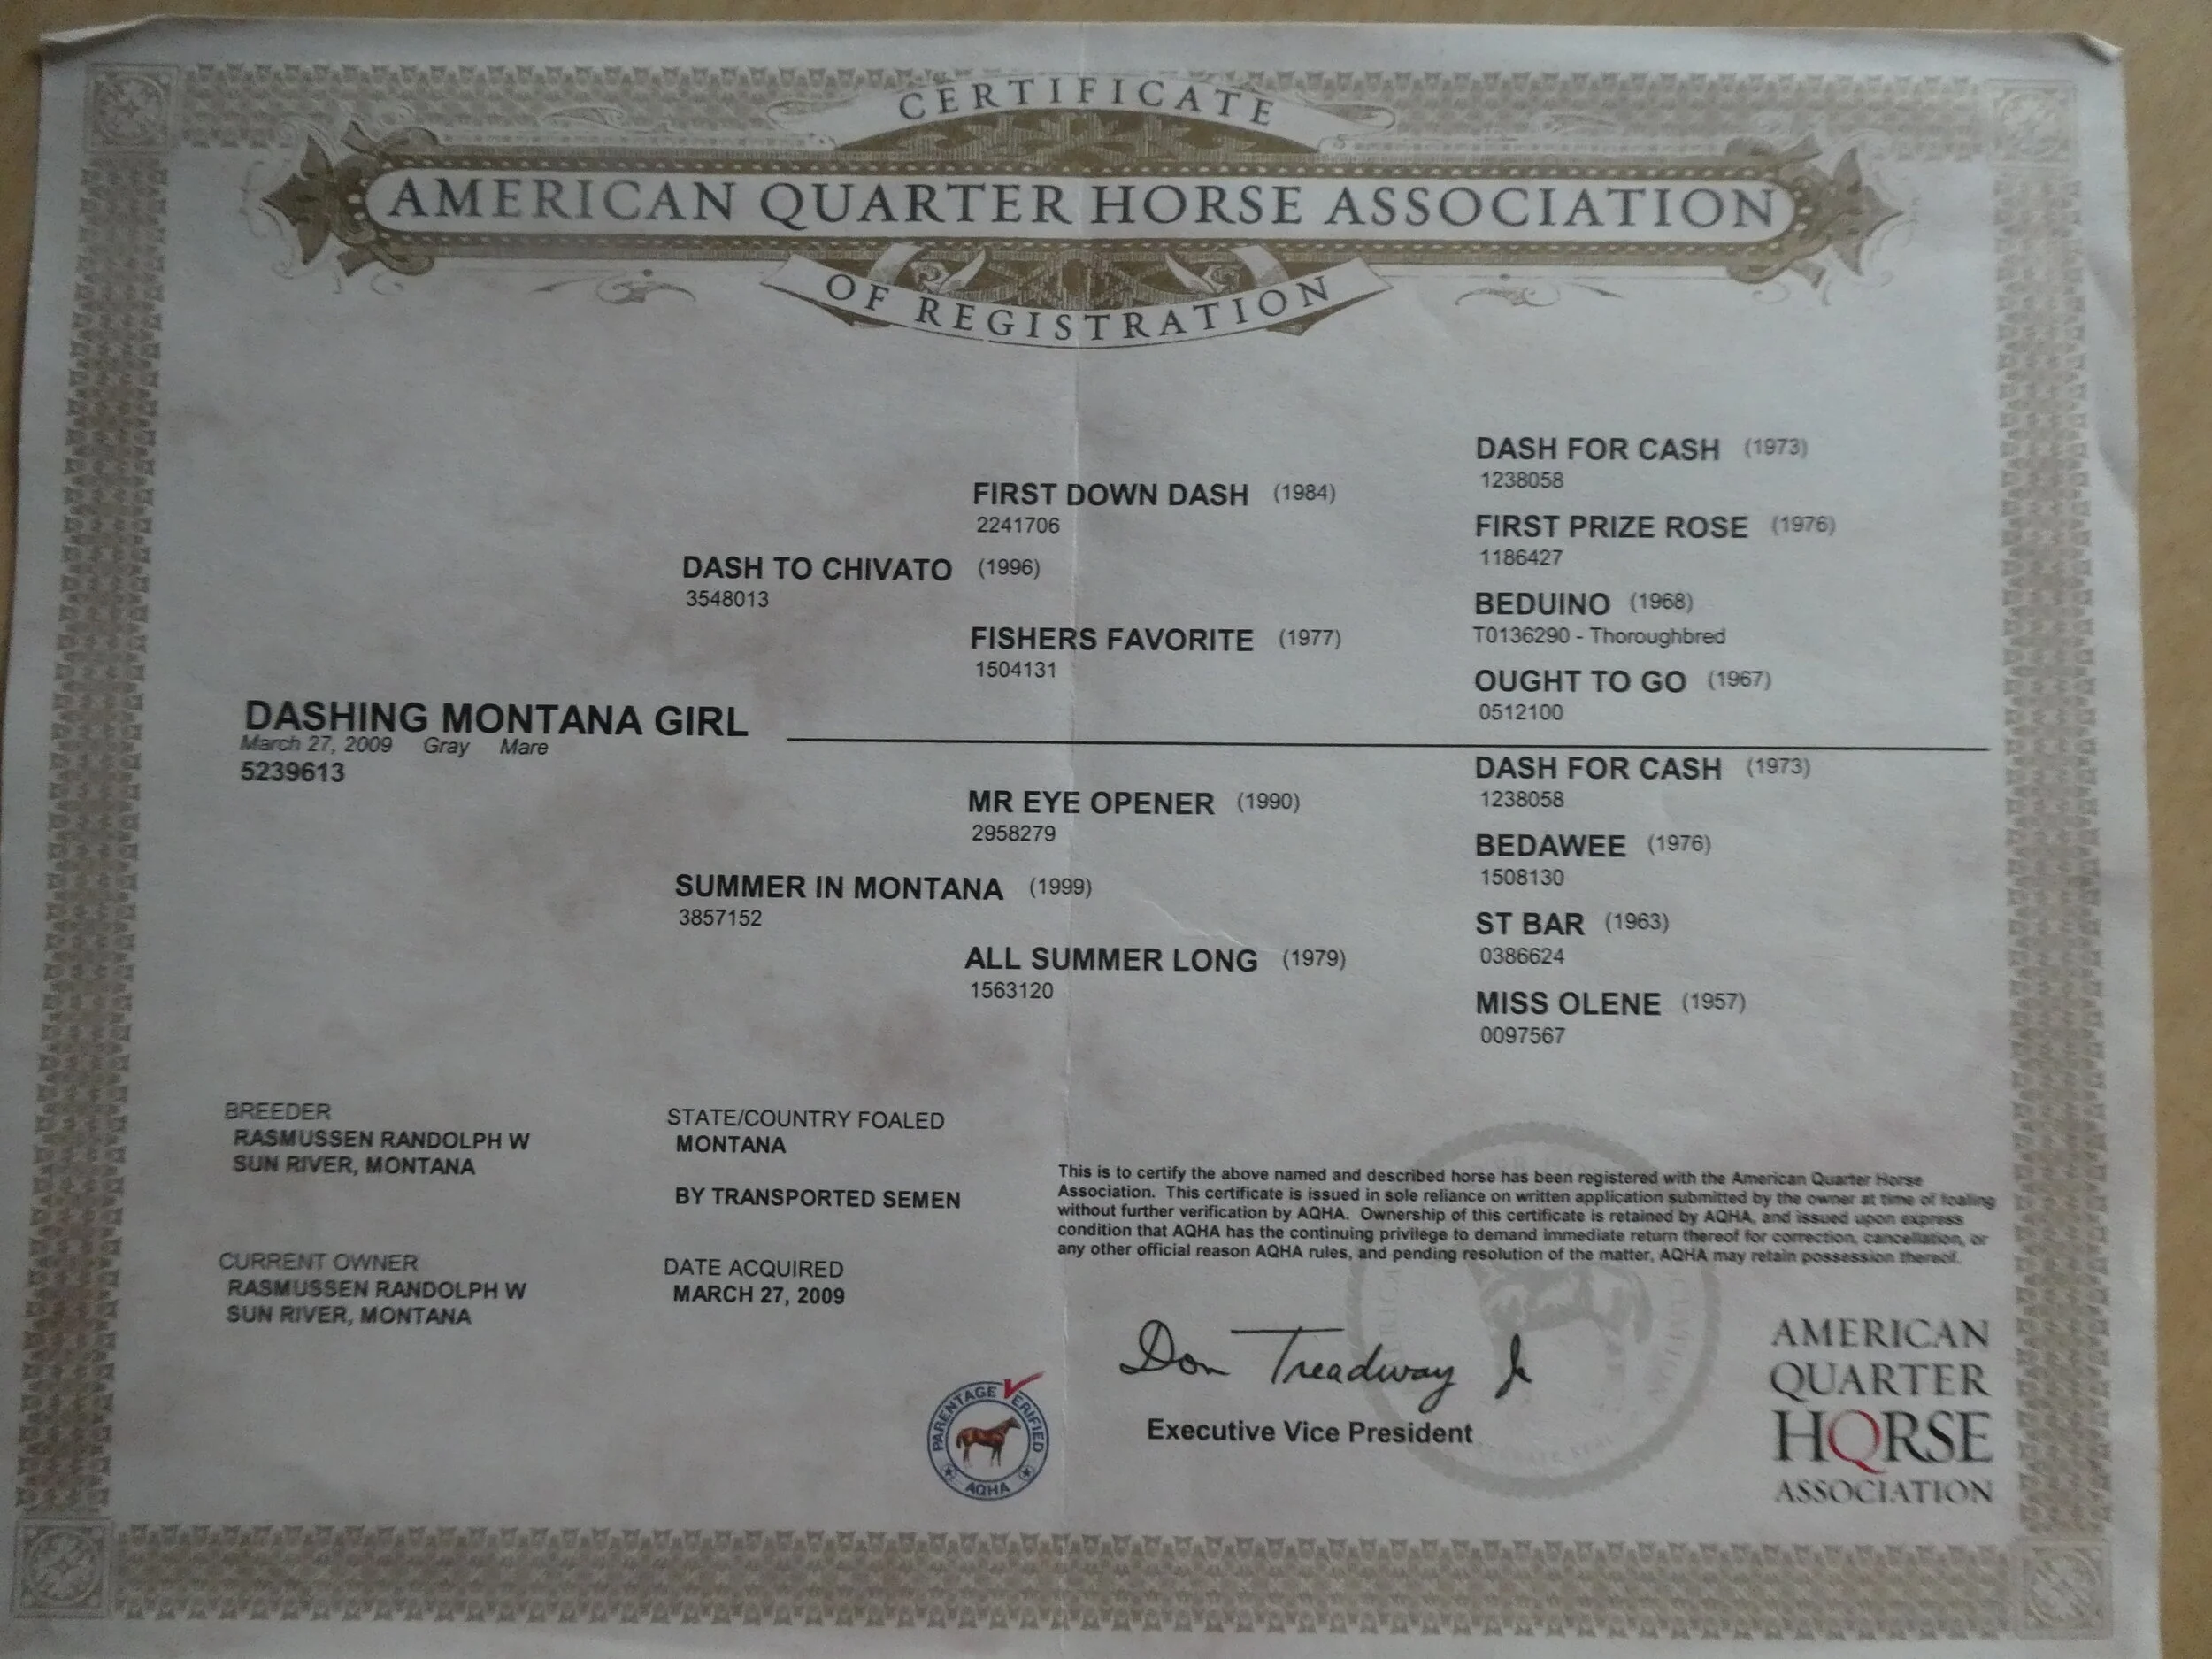 CERTIFICATE
AMERICAN QUARTER HORSE ASSOCIATION
OF REGISTRATION
DASH FOR CASH (1973)
1238058
FIRST DOWN DASH (1984)
2241706
FIRST PRIZE ROSE (1976)
1186427
DASH TO CHIVATO (1996)
3548013
BEDUINO (1968)
T0136290 - Thoroughbred
FISHERS FAVORITE (1977)
1504131
OUGHT TO GO (1967)
0512100
DASHING MONTANA GIRL
March 27, 2009 Gray Mare
5239613
DASH FOR CASH (1973)
1238058
MR EYE OPENER (1990)
2958279
BEDAWEE (1976)
1508130
SUMMER IN MONTANA (1999)
3857152
ST BAR (1963)
0386624
ALL SUMMER LONG (1979)
1563120
MISS OLENE (1957)
0097567
BREEDER
RASMUSSEN RANDOLPH W
SUN RIVER, MONTANA
STATE/COUNTRY FOALED
MONTANA
BY TRANSPORTED SEMEN
CURRENT OWNER
RASMUSSEN RANDOLPH W
SUN RIVER, MONTANA
DATE ACQUIRED
MARCH 27, 2009
This is to certify the above named and described horse has been registered with the American Quarter Horse
Association. This certificate is issued in sole reliance on written application submitted by the owner at time of foaling
without further verification by AQHA. Ownership of this certificate is retained by AQHA, and issued upon express
condition that AQHA has the continuing privilege to demand immediate return thereof for correction, cancellation, or
any other official reason AQHA rules, and pending resolution of the matter, AQHA may retain possession thereof.
PARENTAGE VERIFIED
AQHA
Don Treadway Jr
Executive Vice President
AMERICAN
QUARTER
HORSE
ASSOCIATION